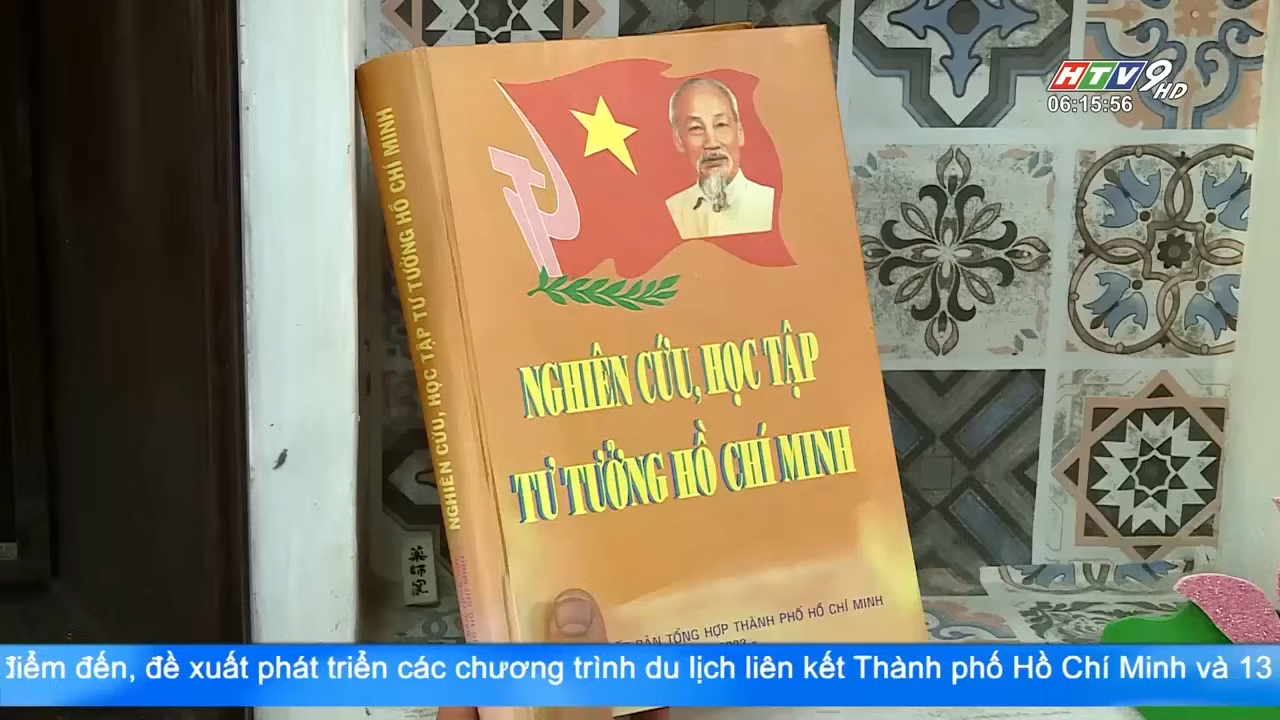 HTV9 HD
06:15:56
NGHIÊN CỨU, HỌC TẬP TƯ TƯỞNG HỒ CHÍ MINH
NGHIÊN CỨU, HỌC TẬP
TƯ TƯỞNG HỒ CHÍ MINH
BẢN TỔNG HỢP THÀNH PHỐ HỒ CHÍ MINH
điểm đến, đề xuất phát triển các chương trình du lịch liên kết Thành phố Hồ Chí Minh và 13